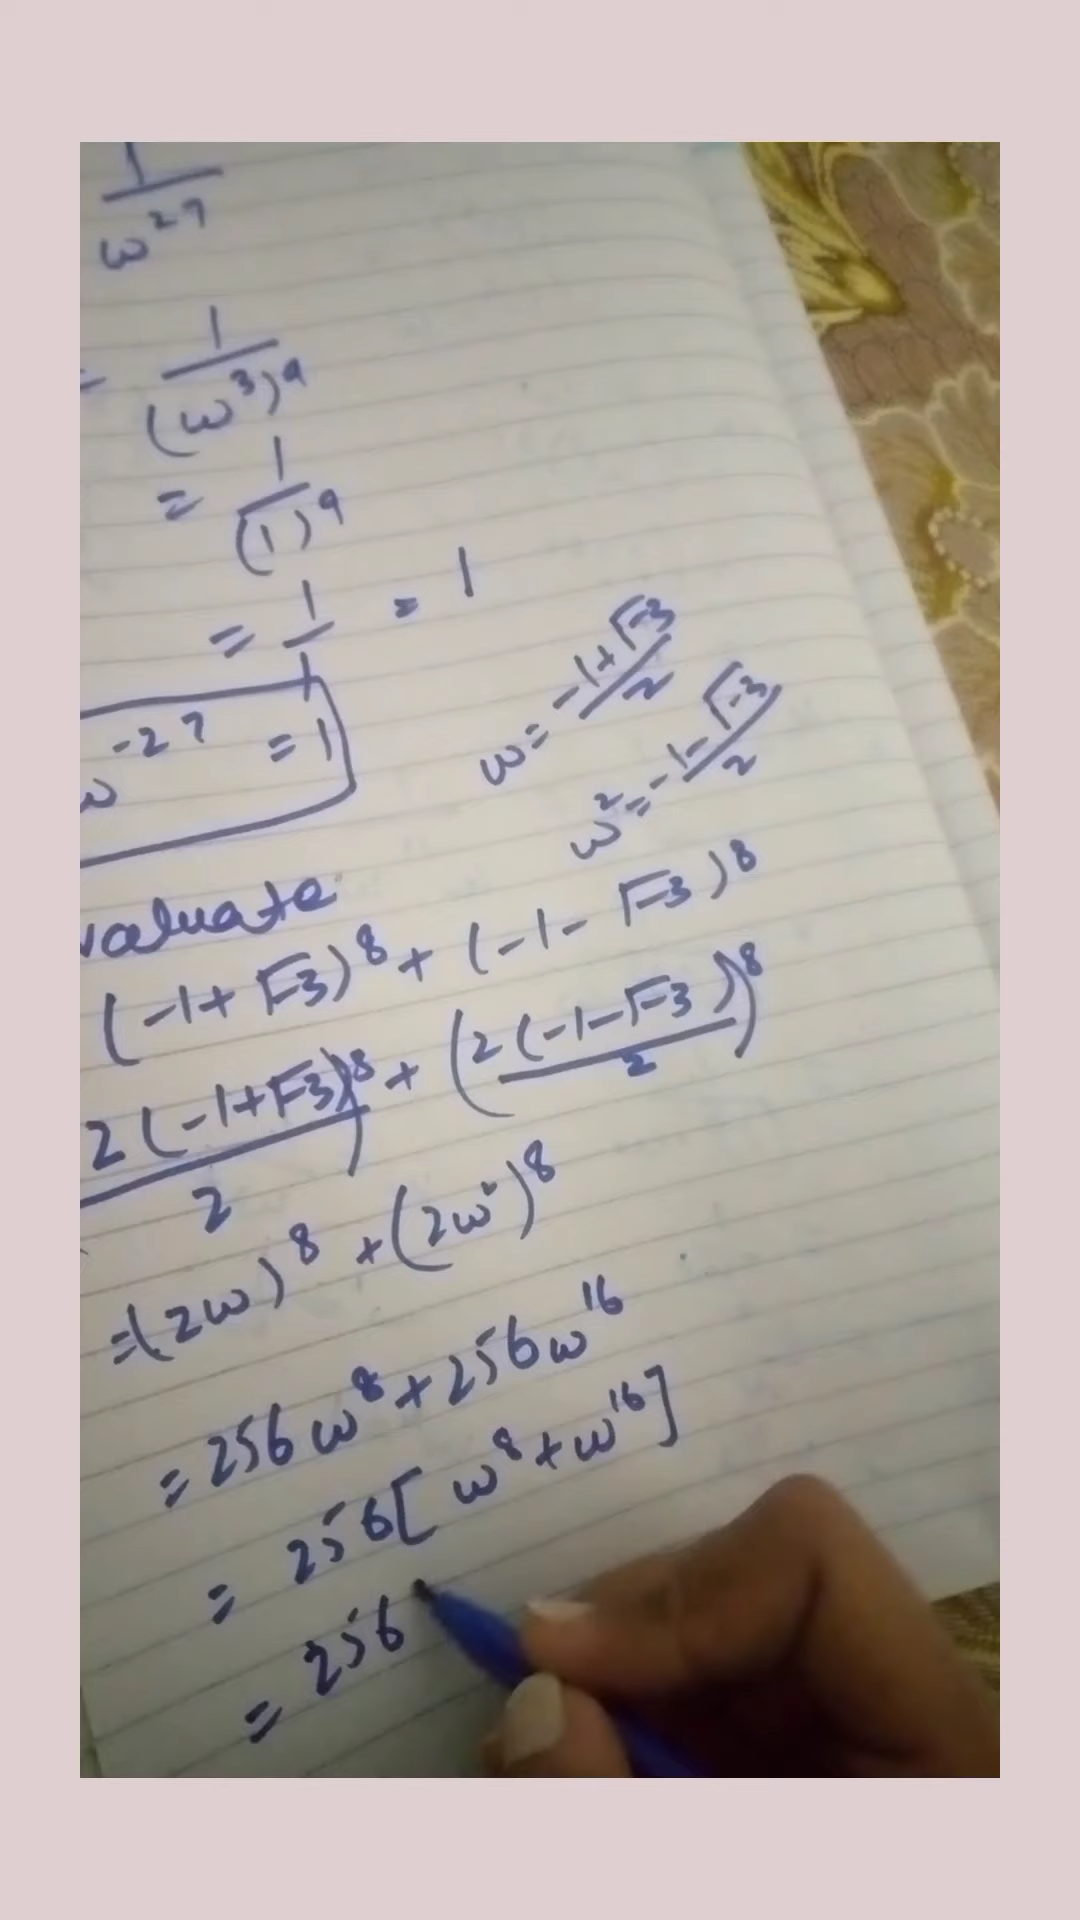 1/ω²⁷
= 1/(ω³)⁹
= 1/(1)⁹
= 1/1 = 1
ω⁻²⁷ = 1
ω = -1+√-3/2
ω² = -1-√-3/2
valuate
(-1+√-3)⁸ + (-1-√-3)⁸
2(-1+√-3)/2)⁸ + (2(-1-√-3)/2)⁸
=(2ω)⁸ + (2ω²)⁸
= 256ω⁸ + 256ω¹⁶
= 256[ω⁸ + ω¹⁶]
= 256